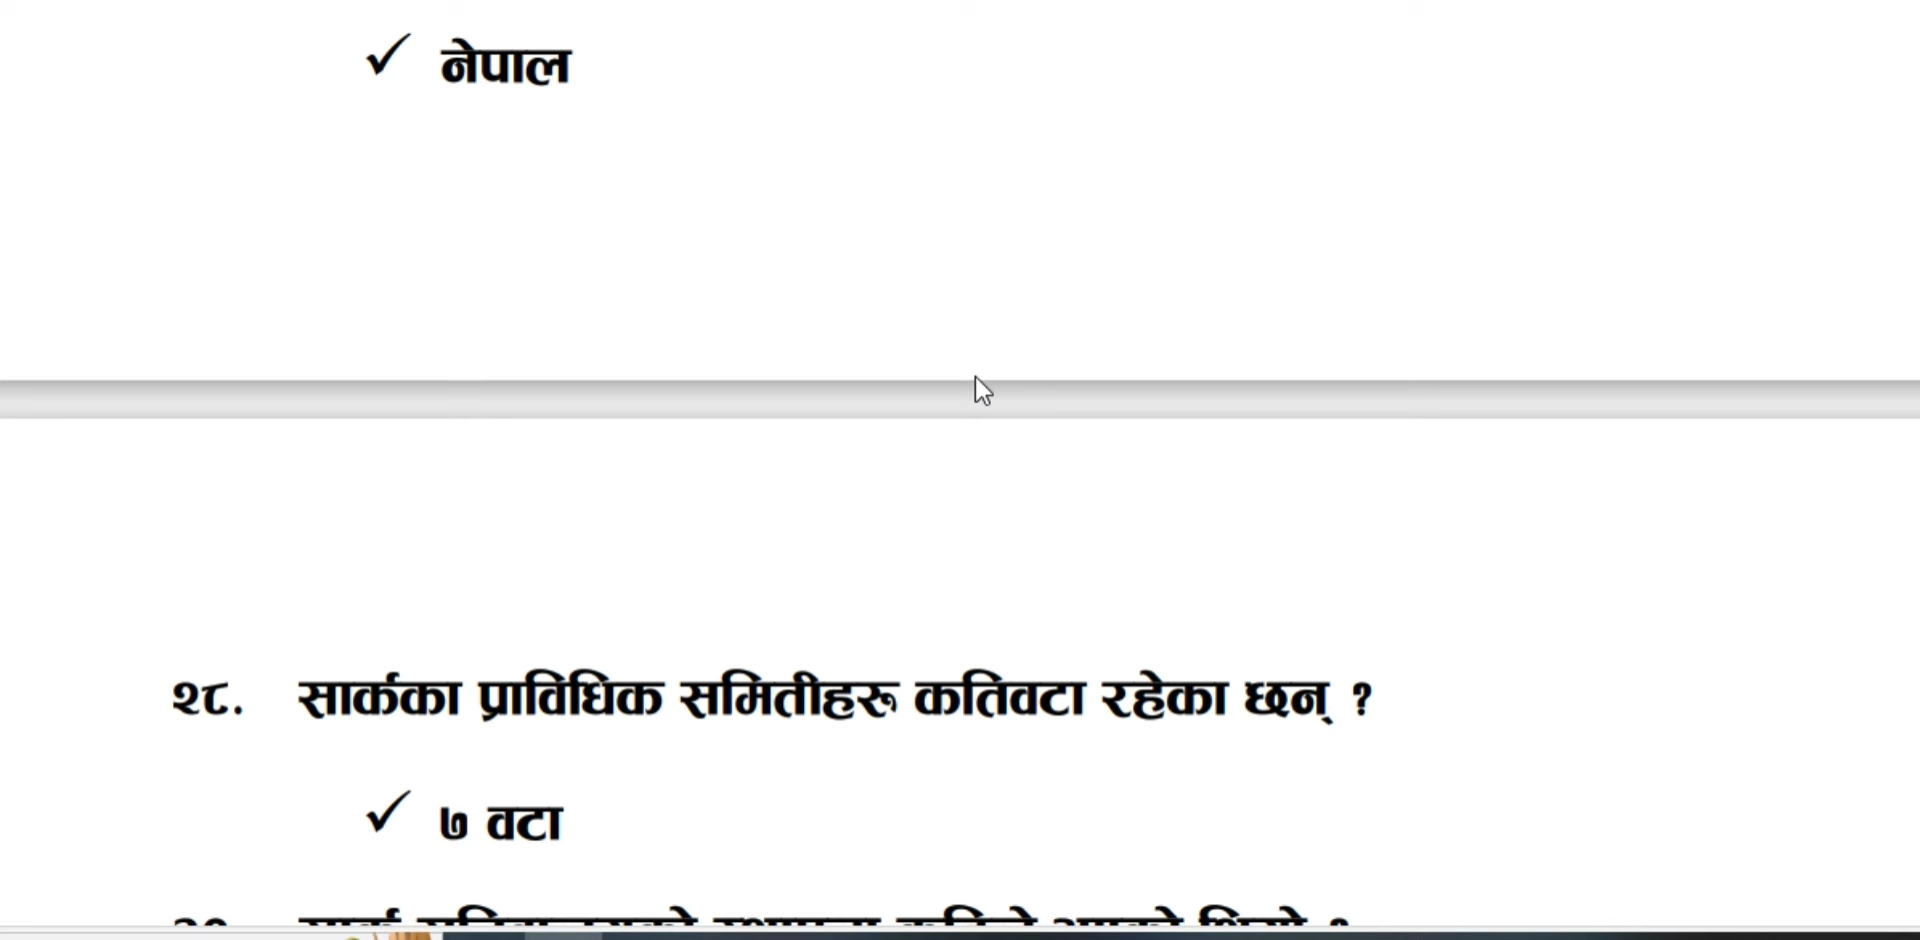 ✓ नेपाल
२८. सार्कका प्राविधिक समितीहरू कतिवटा रहेका छन् ?
✓ ७ वटा